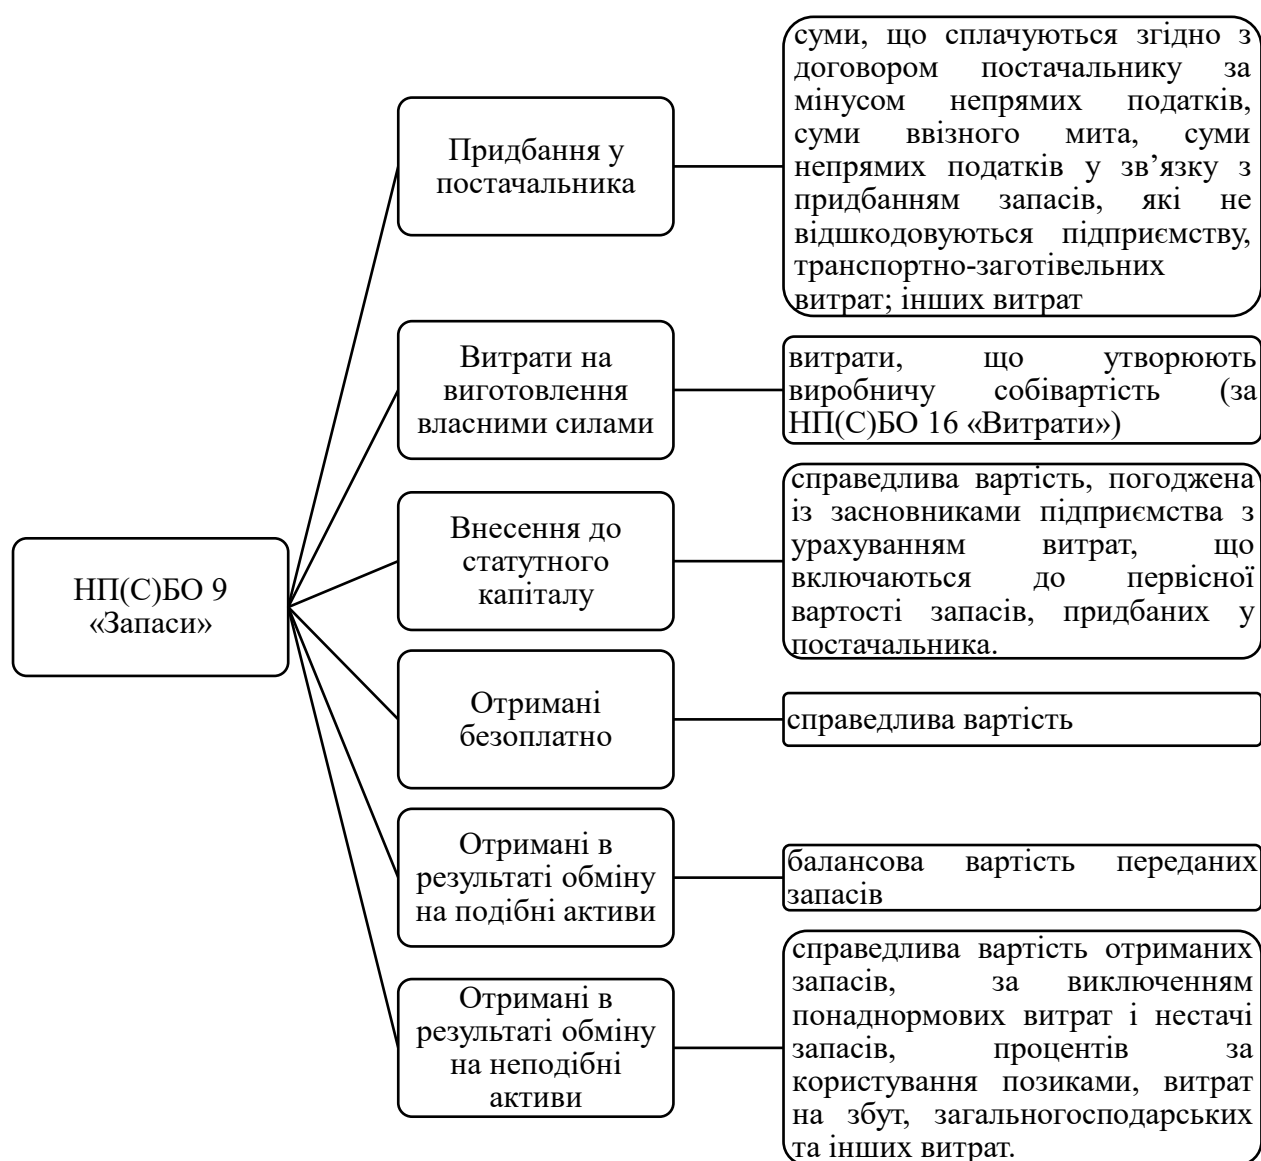 НП(С)БО 9
«Запаси»
Придбання у
постачальника
суми, що сплачуються згідно з
договором постачальнику за
мінусом непрямих податків,
суми ввізного мита, суми
непрямих податків у зв’язку з
придбанням запасів, які не
відшкодовуються підприємству,
транспортно-заготівельних
витрат; інших витрат
Витрати на
виготовлення
власними силами
витрати, що утворюють
виробничу собівартість (за
НП(С)БО 16 «Витрати»)
Внесення до
статутного
капіталу
справедлива вартість, погоджена
із засновниками підприємства з
урахуванням витрат, що
включаються до первісної
вартості запасів, придбаних у
постачальника.
Отримані
безоплатно
справедлива вартість
Отримані в
результаті обміну
на подібні активи
балансова вартість переданих
запасів
Отримані в
результаті обміну
на неподібні
активи
справедлива вартість отриманих
запасів, за виключенням
понаднормових витрат і нестачі
запасів, процентів за
користування позиками, витрат
на збут, загальногосподарських
та інших витрат.